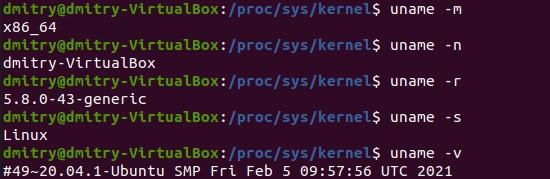 dmitry@dmitry-VirtualBox:/proc/sys/kernel$ uname -m
x86_64
dmitry@dmitry-VirtualBox:/proc/sys/kernel$ uname -n
dmitry-VirtualBox
dmitry@dmitry-VirtualBox:/proc/sys/kernel$ uname -r
5.8.0-43-generic
dmitry@dmitry-VirtualBox:/proc/sys/kernel$ uname -s
Linux
dmitry@dmitry-VirtualBox:/proc/sys/kernel$ uname -v
#49~20.04.1-Ubuntu SMP Fri Feb 5 09:57:56 UTC 2021